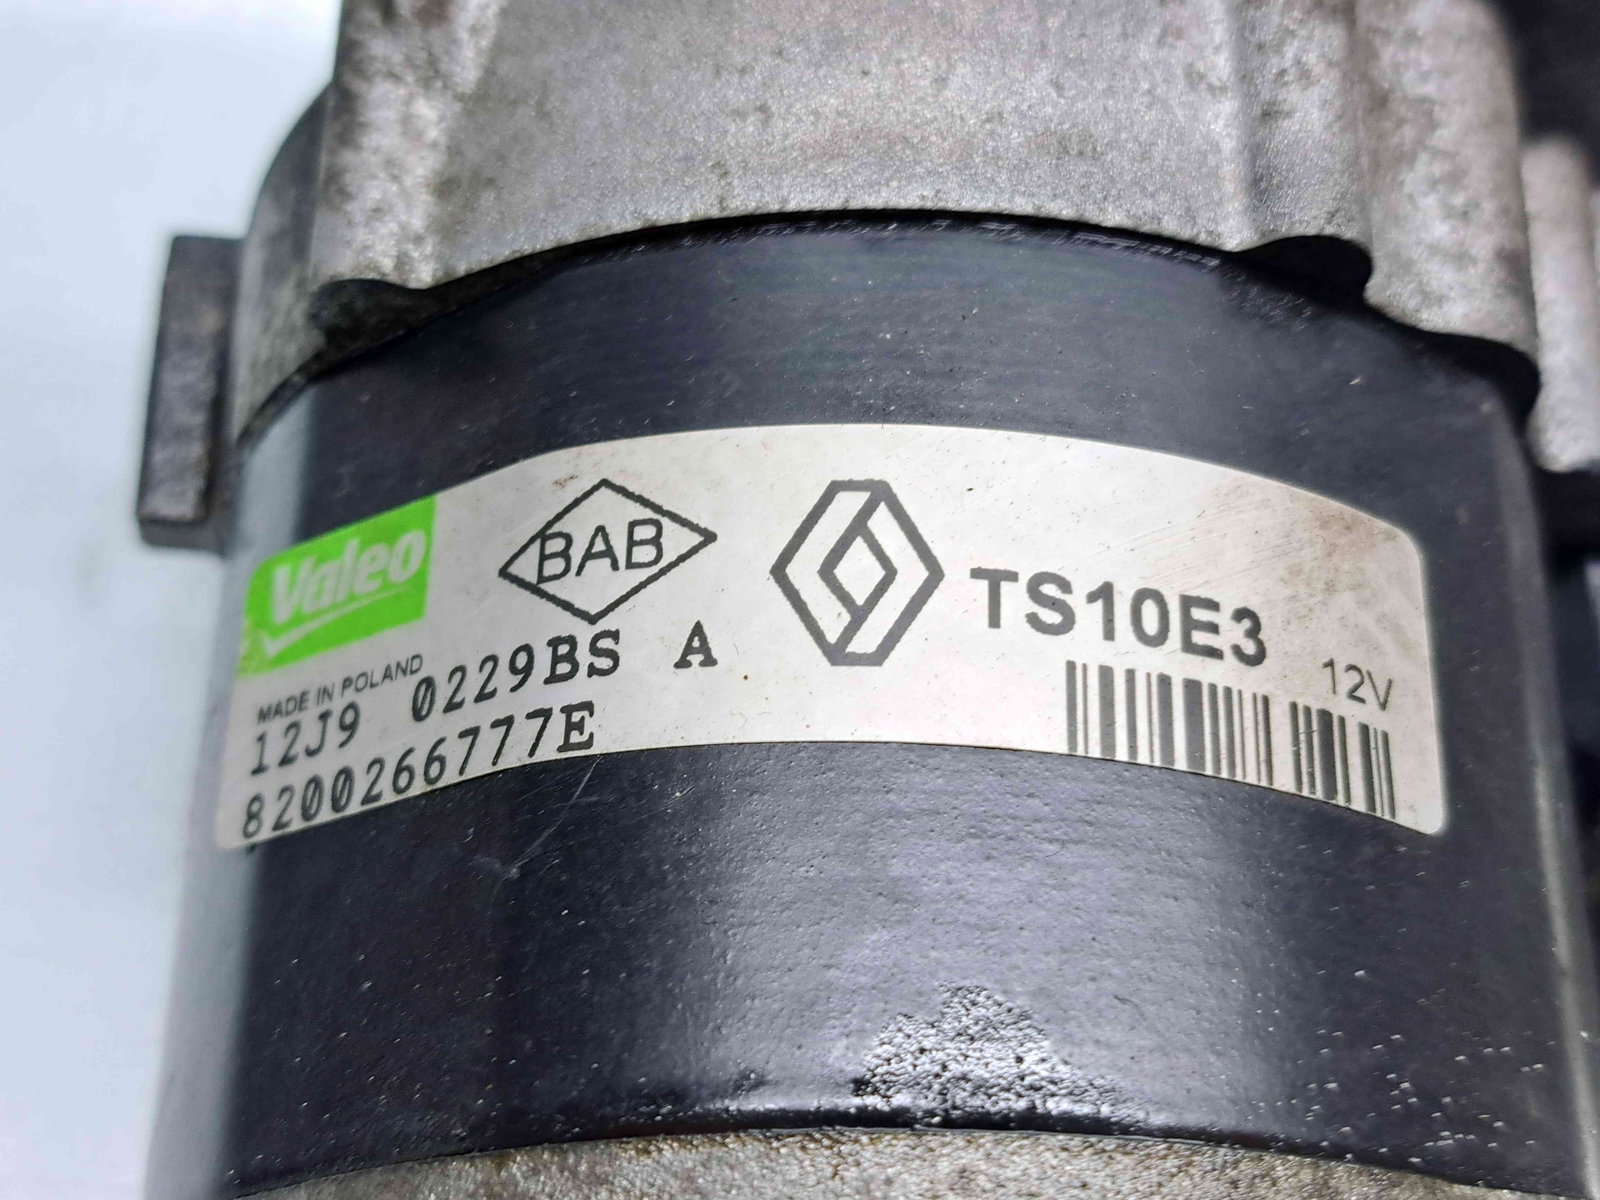 Valeo
BAB
TS10E3
12V
MADE IN POLAND
12J9 0229BS A
8200266777E